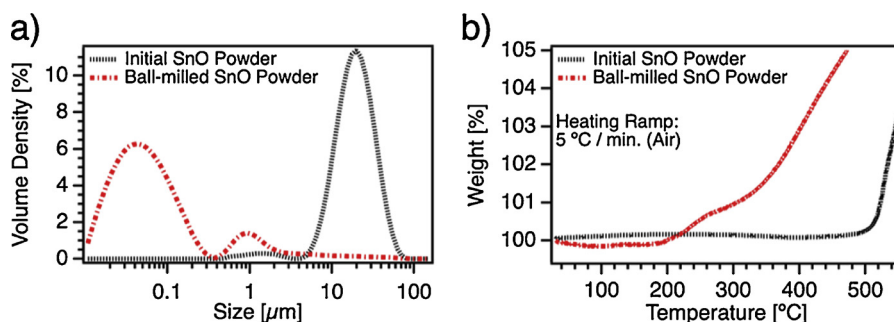 a)
Volume Density [%]
10
8
6
4
2
0
Initial SnO Powder
Ball-milled SnO Powder
0.1
1
10
100
Size [µm]
b)
Weight [%]
105
104
103
102
101
100
Initial SnO Powder
Ball-milled SnO Powder
Heating Ramp:
5 ºC / min. (Air)
100
200
300
400
500
Temperature [ºC]